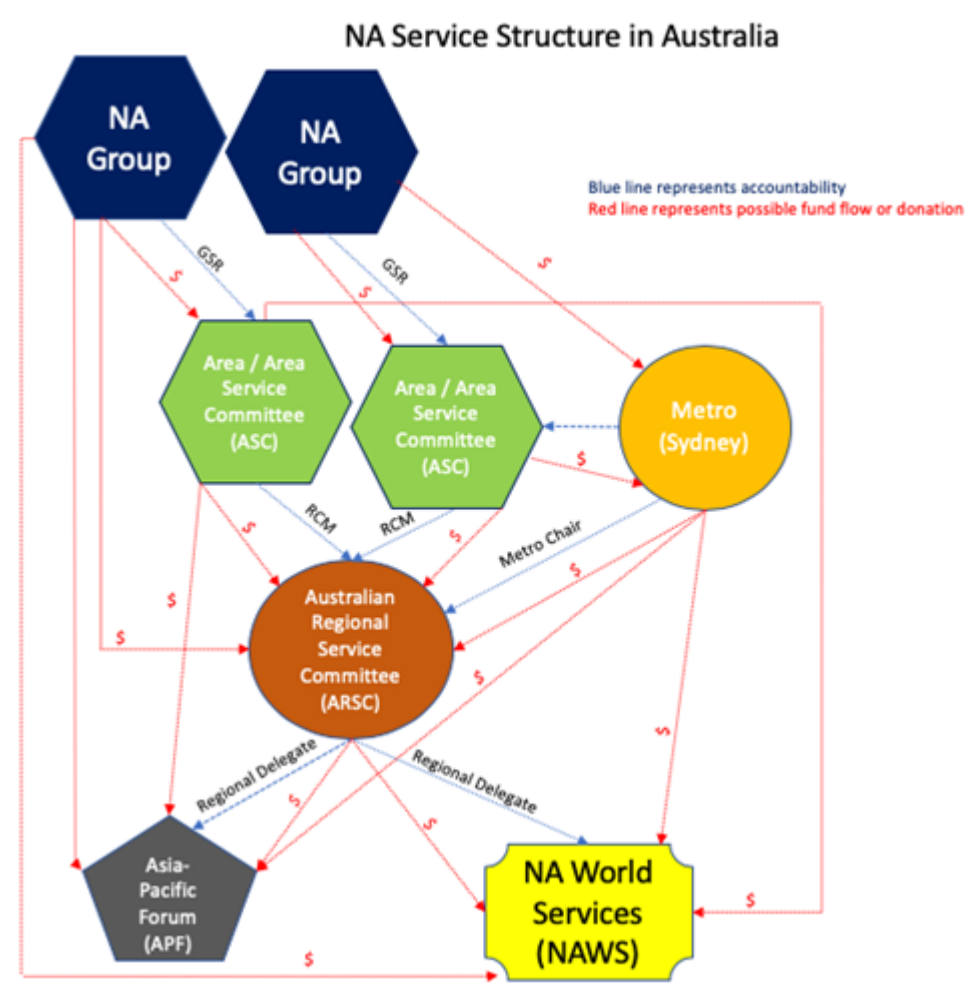 NA Service Structure in Australia
NA
Group
NA
Group
Blue line represents accountability
Red line represents possible fund flow or donation
GSR
$
GSR
$
$
Area / Area
Service
Committee
(ASC)
Area / Area
Service
Committee
(ASC)
Metro
(Sydney)
$
RCM
$
RCM
$
Metro Chair
$
$
Australian
Regional
Service
Committee
(ARSC)
$
$
$
Regional Delegate
$
Regional Delegate
$
Asia-
Pacific
Forum
(APF)
NA World
Services
(NAWS)
$
$